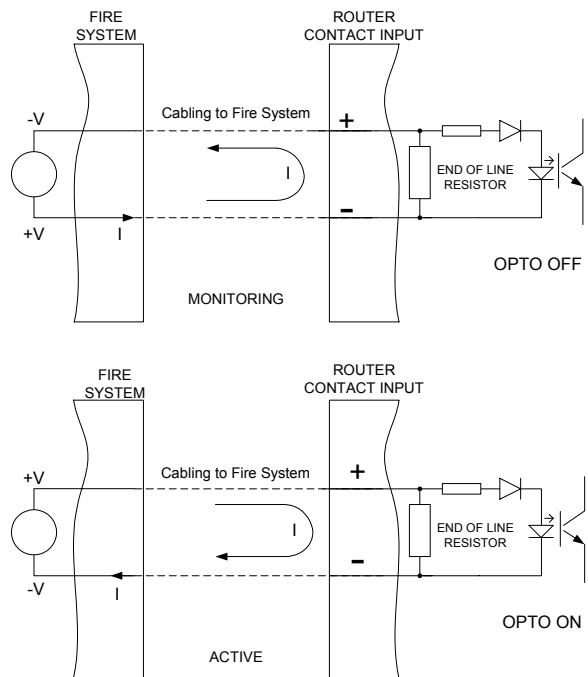 FIRE
SYSTEM
ROUTER
CONTACT INPUT
-V
Cabling to Fire System
+
I
END OF LINE
RESISTOR
-
+V
I
OPTO OFF
MONITORING
FIRE
SYSTEM
ROUTER
CONTACT INPUT
+V
Cabling to Fire System
+
I
END OF LINE
RESISTOR
-
-V
I
OPTO ON
ACTIVE